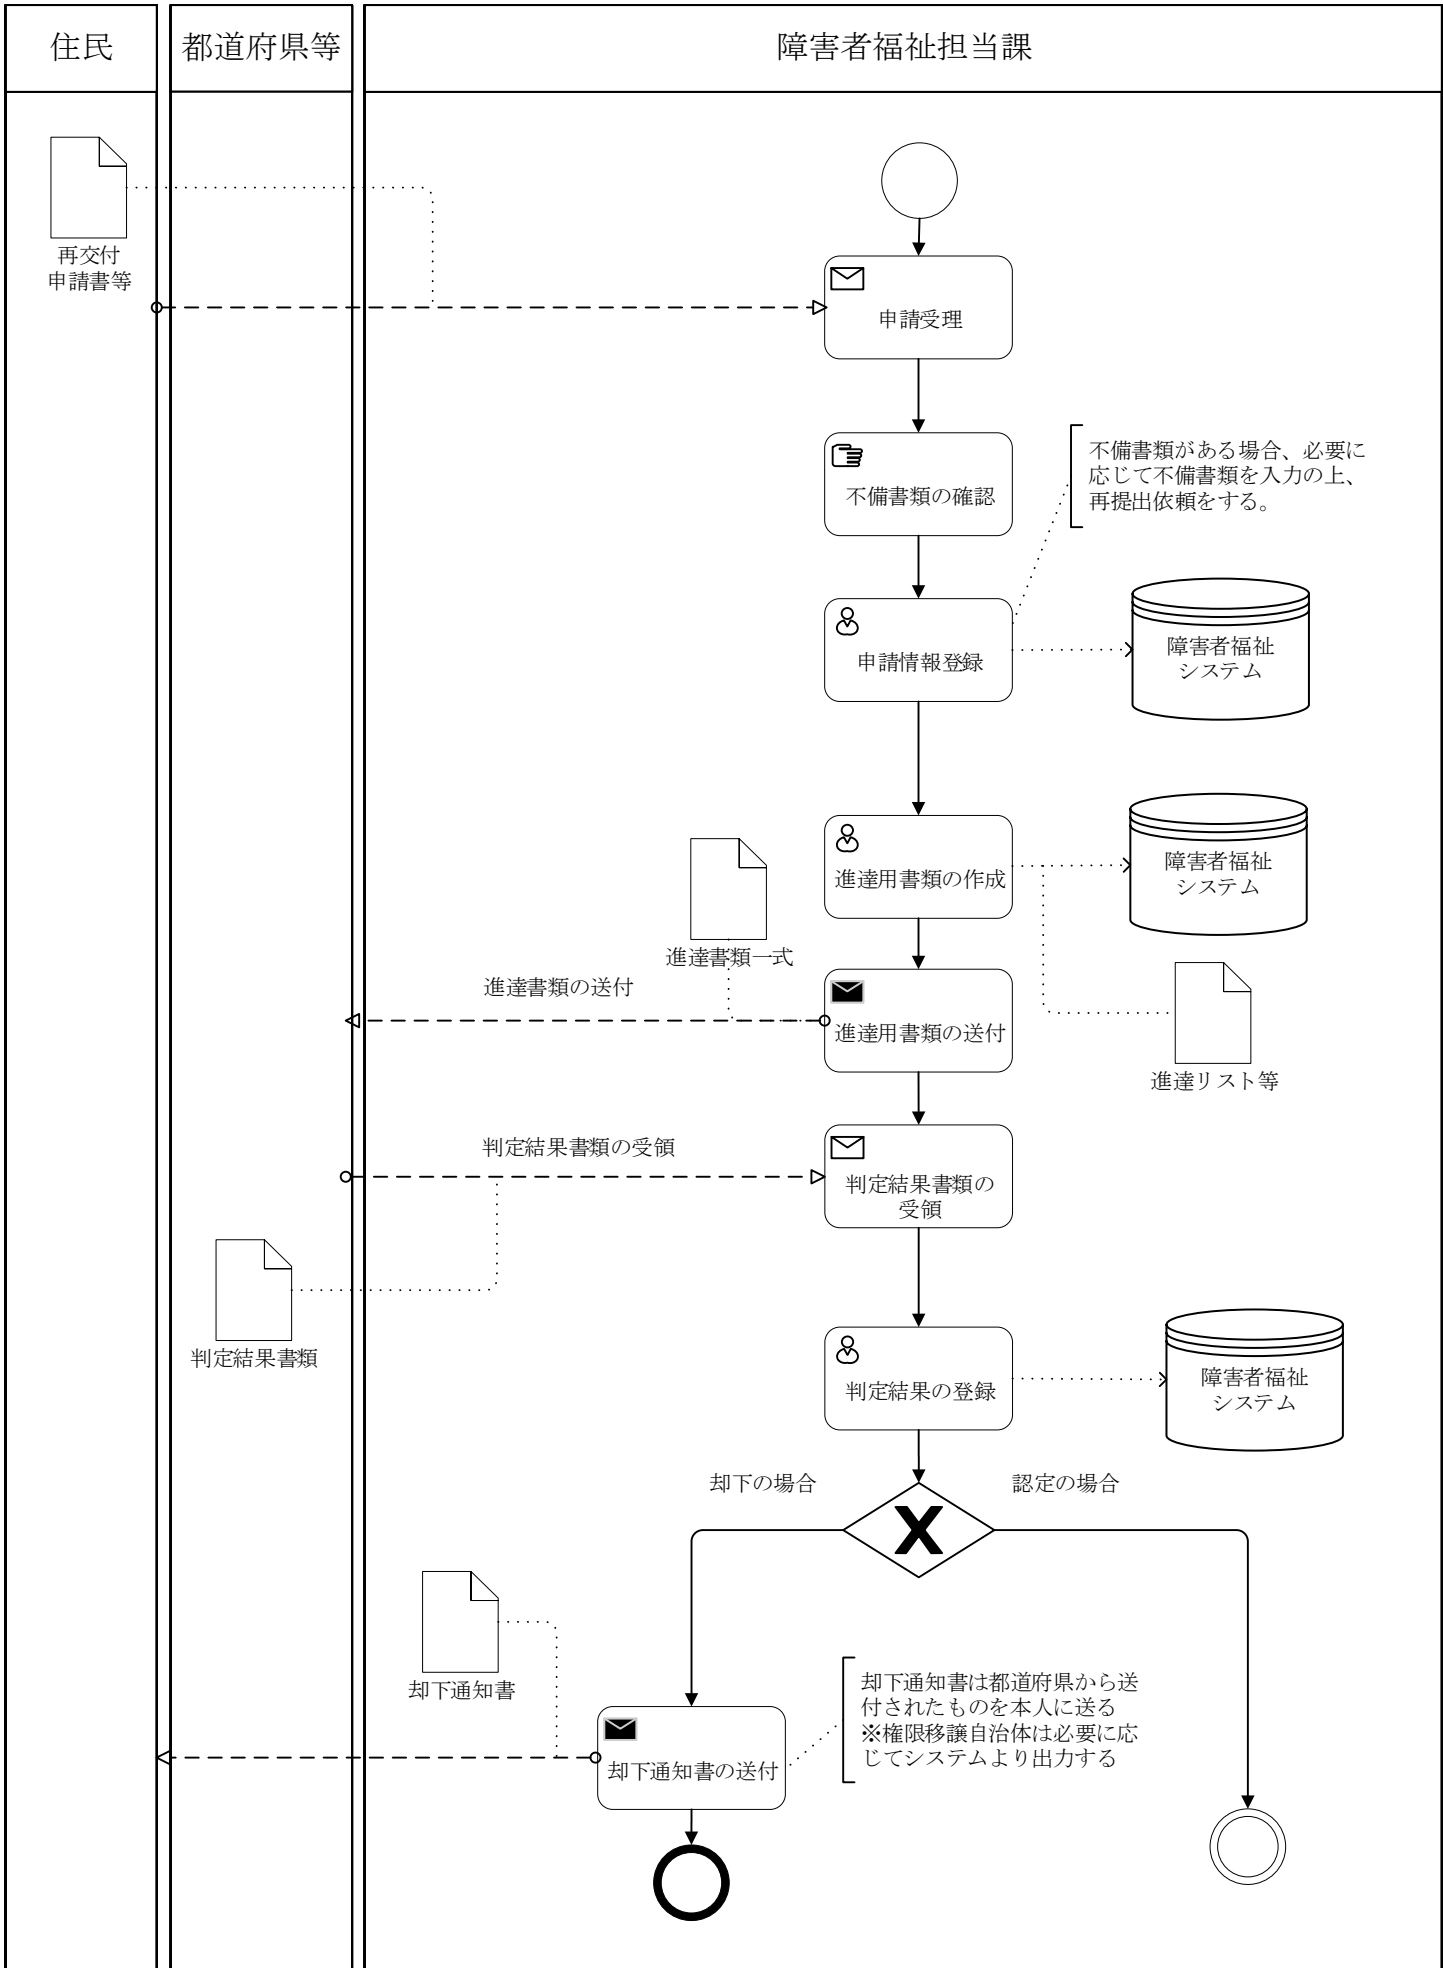 住民
都道府県等
障害者福祉担当課
再交付
申請書等
申請受理
不備書類の確認
不備書類がある場合、必要に
応じて不備書類を入力の上、
再提出依頼をする。
申請情報登録
障害者福祉
システム
進達用書類の作成
障害者福祉
システム
進達書類一式
進達書類の送付
進達用書類の送付
進達リスト等
判定結果書類の受領
判定結果書類の
受領
判定結果書類
判定結果の登録
障害者福祉
システム
却下の場合
認定の場合
却下通知書
却下通知書の送付
却下通知書は都道府県から送
付されたものを本人に送る
※権限移譲自治体は必要に応
じてシステムより出力する